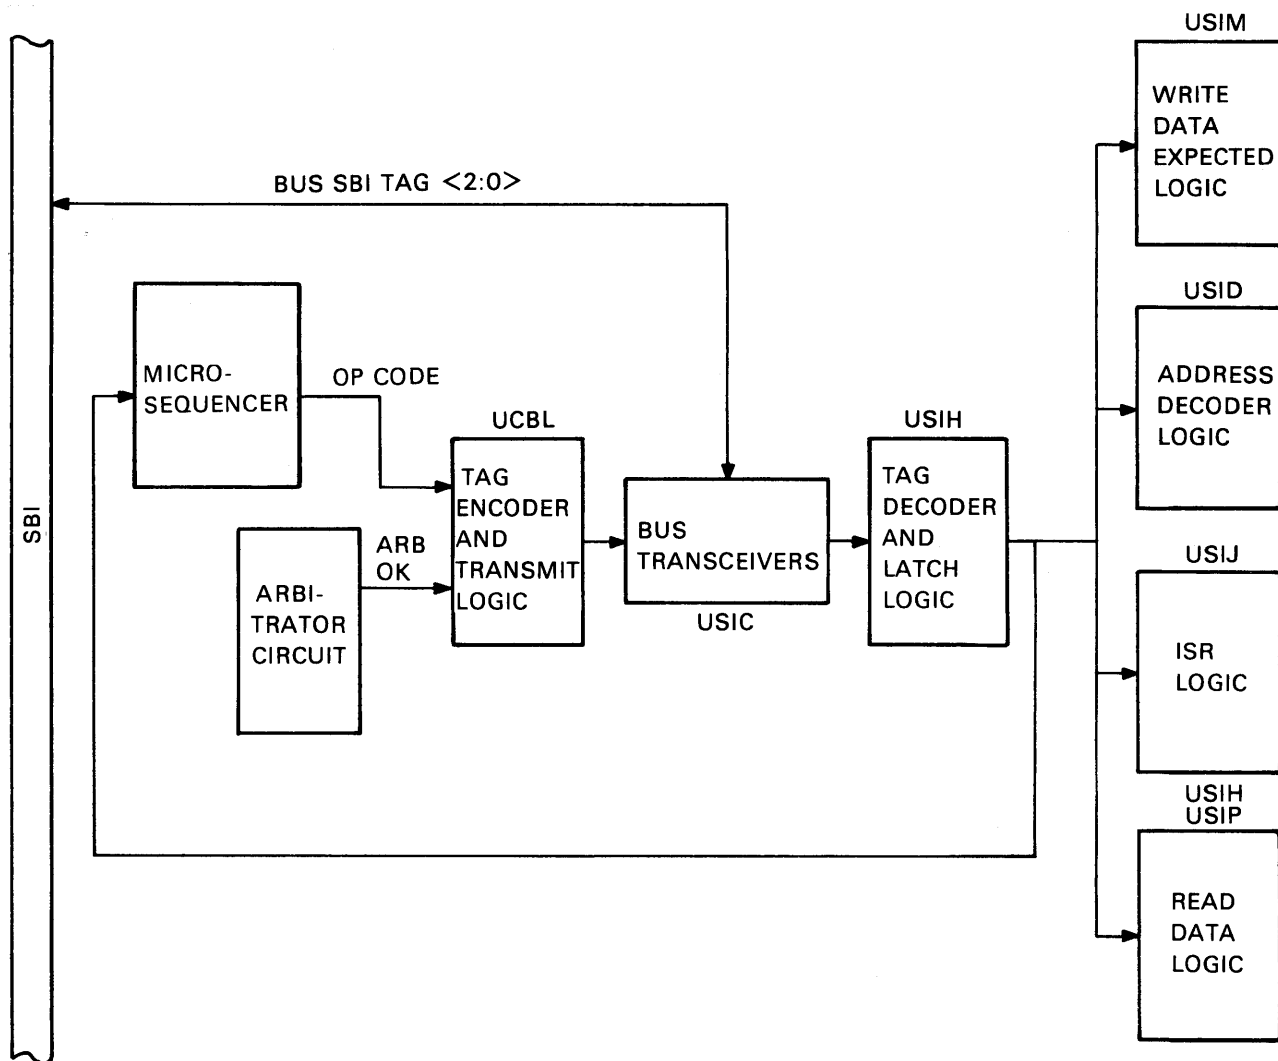 USIM
WRITE
DATA
EXPECTED
LOGIC
BUS SBI TAG <2:0>
USID
ADDRESS
DECODER
LOGIC
MICRO-
SEQUENCER
OP CODE
UCBL
TAG
ENCODER
AND
TRANSMIT
LOGIC
ARB
OK
ARBI-
TRATOR
CIRCUIT
BUS
TRANSCEIVERS
USIC
USIH
TAG
DECODER
AND
LATCH
LOGIC
SBI
USIJ
ISR
LOGIC
USIH
USIP
READ
DATA
LOGIC